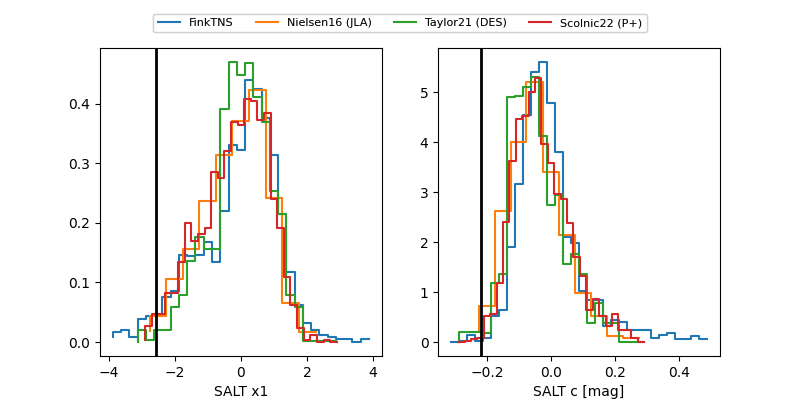 FinkTNS Nielsen16 (JLA) Taylor21 (DES) Scolnic22 (P+)
0.4
0.3
0.2
0.1
0.0
−4 −2 0 2 4
SALT x1
5
4
3
2
1
0
−0.2 0.0 0.2 0.4
SALT c [mag]